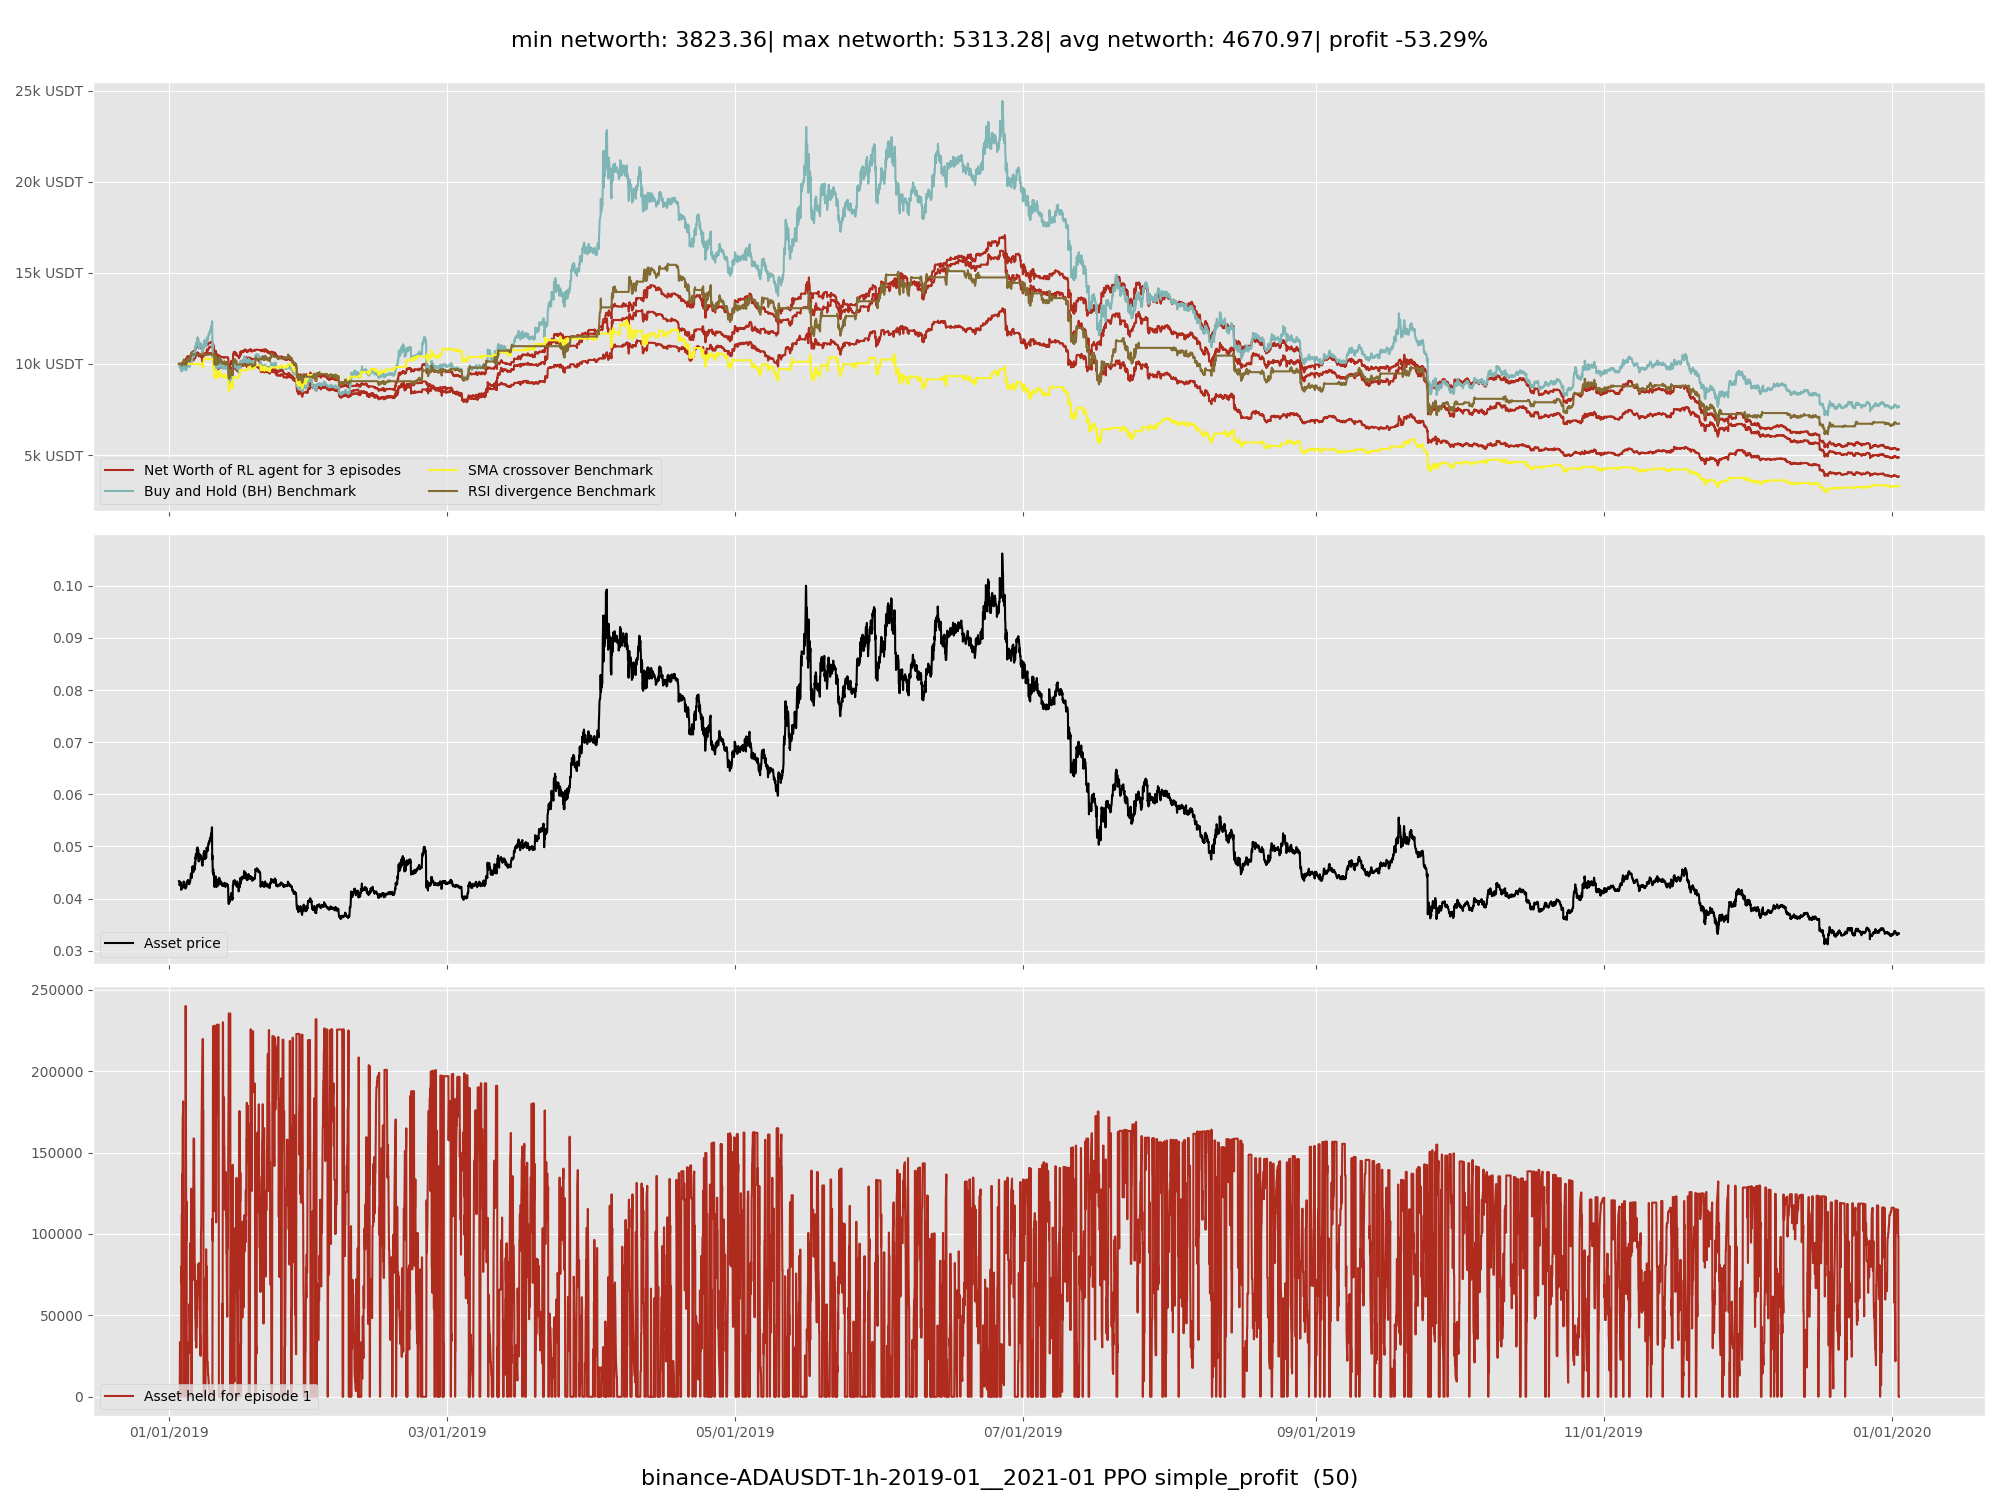 min networth: 3823.36| max networth: 5313.28| avg networth: 4670.97| profit -53.29%
25k USDT
20k USDT
15k USDT
10k USDT
5k USDT
Net Worth of RL agent for 3 episodes
Buy and Hold (BH) Benchmark
SMA crossover Benchmark
RSI divergence Benchmark
0.10
0.09
0.08
0.07
0.06
0.05
0.04
0.03
Asset price
250000
200000
150000
100000
50000
0
Asset held for episode 1
01/01/2019 03/01/2019 05/01/2019 07/01/2019 09/01/2019 11/01/2019 01/01/2020
binance-ADAUSDT-1h-2019-01__2021-01 PPO simple_profit  (50)